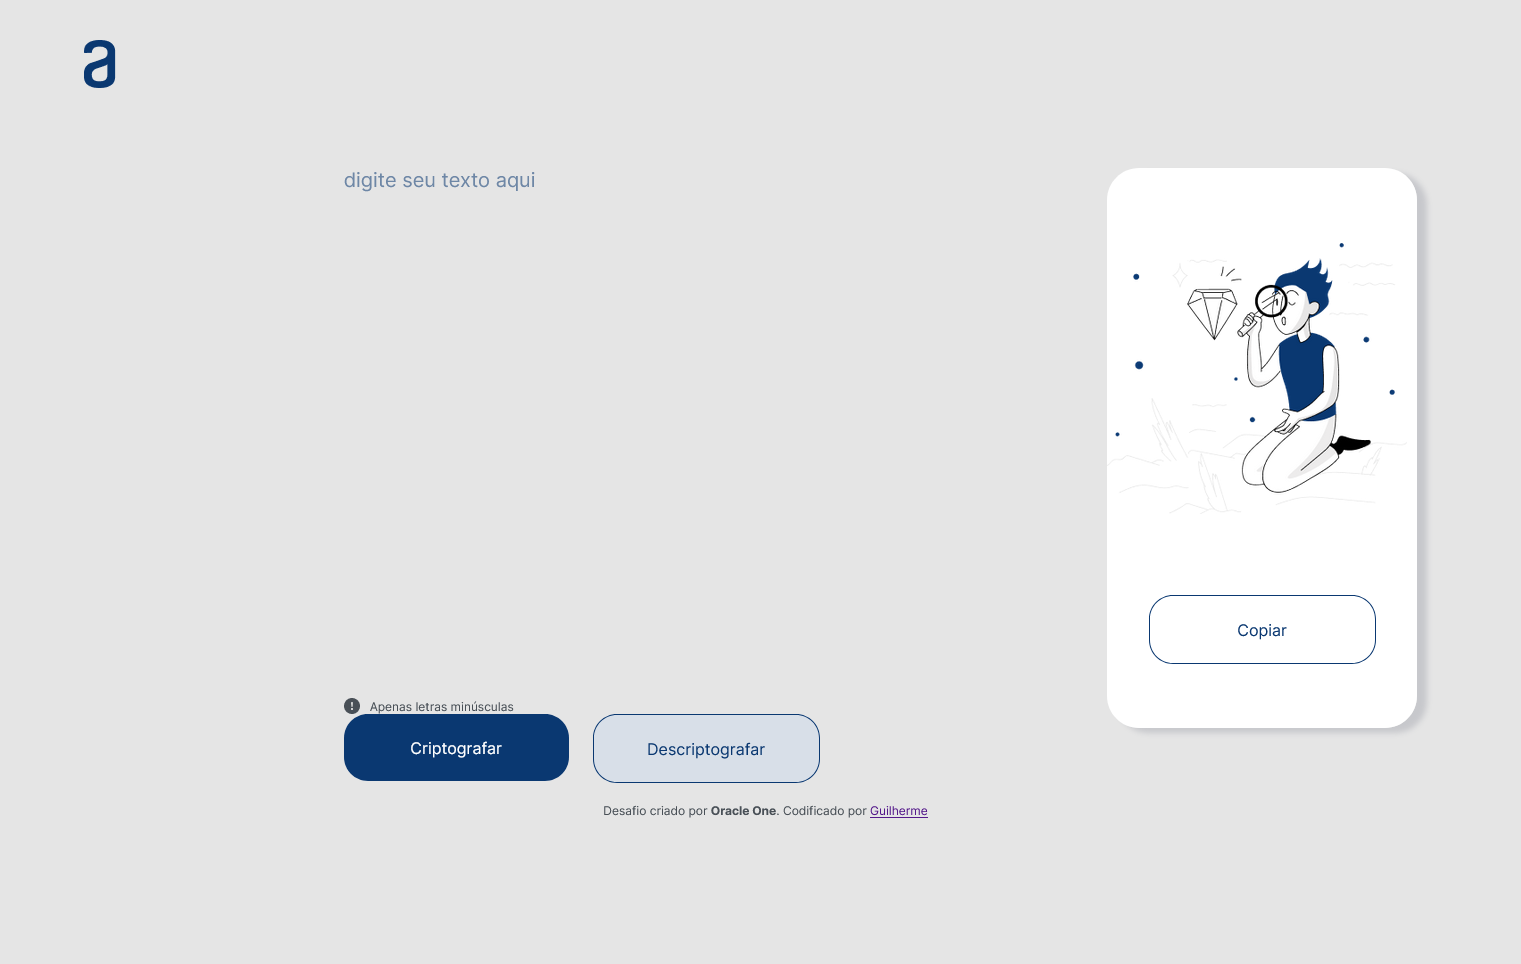 a
digite seu texto aqui
Copiar
! Apenas letras minúsculas
Criptografar
Descriptografar
Desafio criado por Oracle One. Codificado por Guilherme